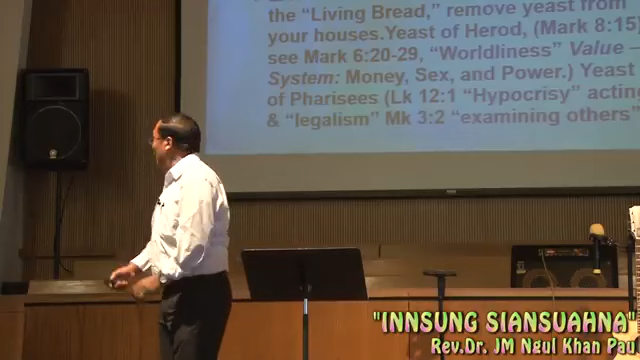 the "Living Bread," remove yeast from
your houses.Yeast of Herod, (Mark 8:15)
see Mark 6:20-29, "Worldliness" Value –
System: Money, Sex, and Power.) Yeast
of Pharisees (Lk 12:1 "Hypocrisy" acting
& "legalism" Mk 3:2 "examining others"
"INNSUNG SIANSUAHNA"
Rev.Dr. JM Ngul Khan Pau